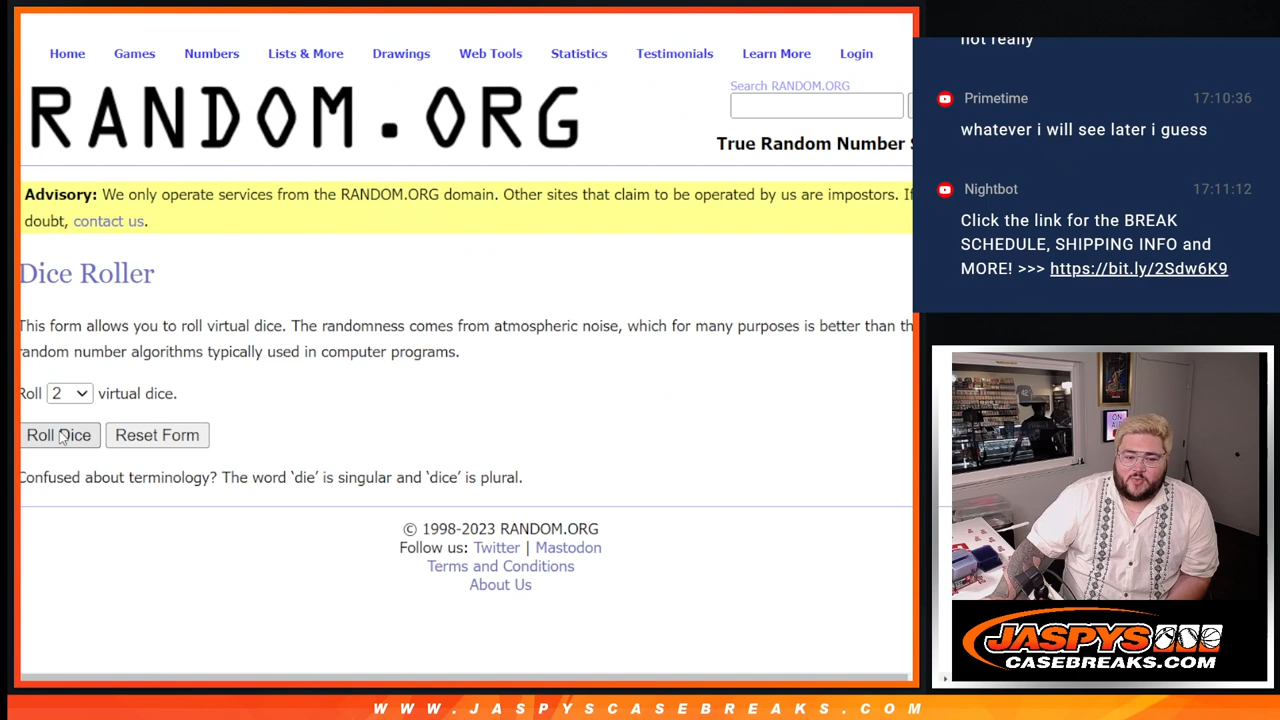 Home Games Numbers Lists & More Drawings Web Tools Statistics Testimonials Learn More Login
RANDOM.ORG
Search RANDOM.ORG
True Random Number
Advisory: We only operate services from the RANDOM.ORG domain. Other sites that claim to be operated by us are impostors. If
doubt, contact us.
Dice Roller
This form allows you to roll virtual dice. The randomness comes from atmospheric noise, which for many purposes is better than th
random number algorithms typically used in computer programs.
Roll 2 virtual dice.
Roll Dice Reset Form
Confused about terminology? The word ‘die’ is singular and ‘dice’ is plural.
© 1998-2023 RANDOM.ORG
Follow us: Twitter | Mastodon
Terms and Conditions
About Us
not really
Primetime 17:10:36
whatever i will see later i guess
Nightbot 17:11:12
Click the link for the BREAK
SCHEDULE, SHIPPING INFO and
MORE! >>> https://bit.ly/2Sdw6K9
JASPYS
CASEBREAKS.COM
WWW.JASPYSCASEBREAKS.COM